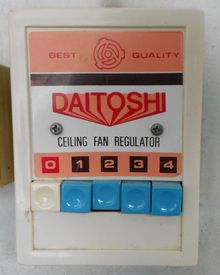 BEST QUALITY
DAITOSHI
CEILING FAN REGULATOR
0 1 2 3 4